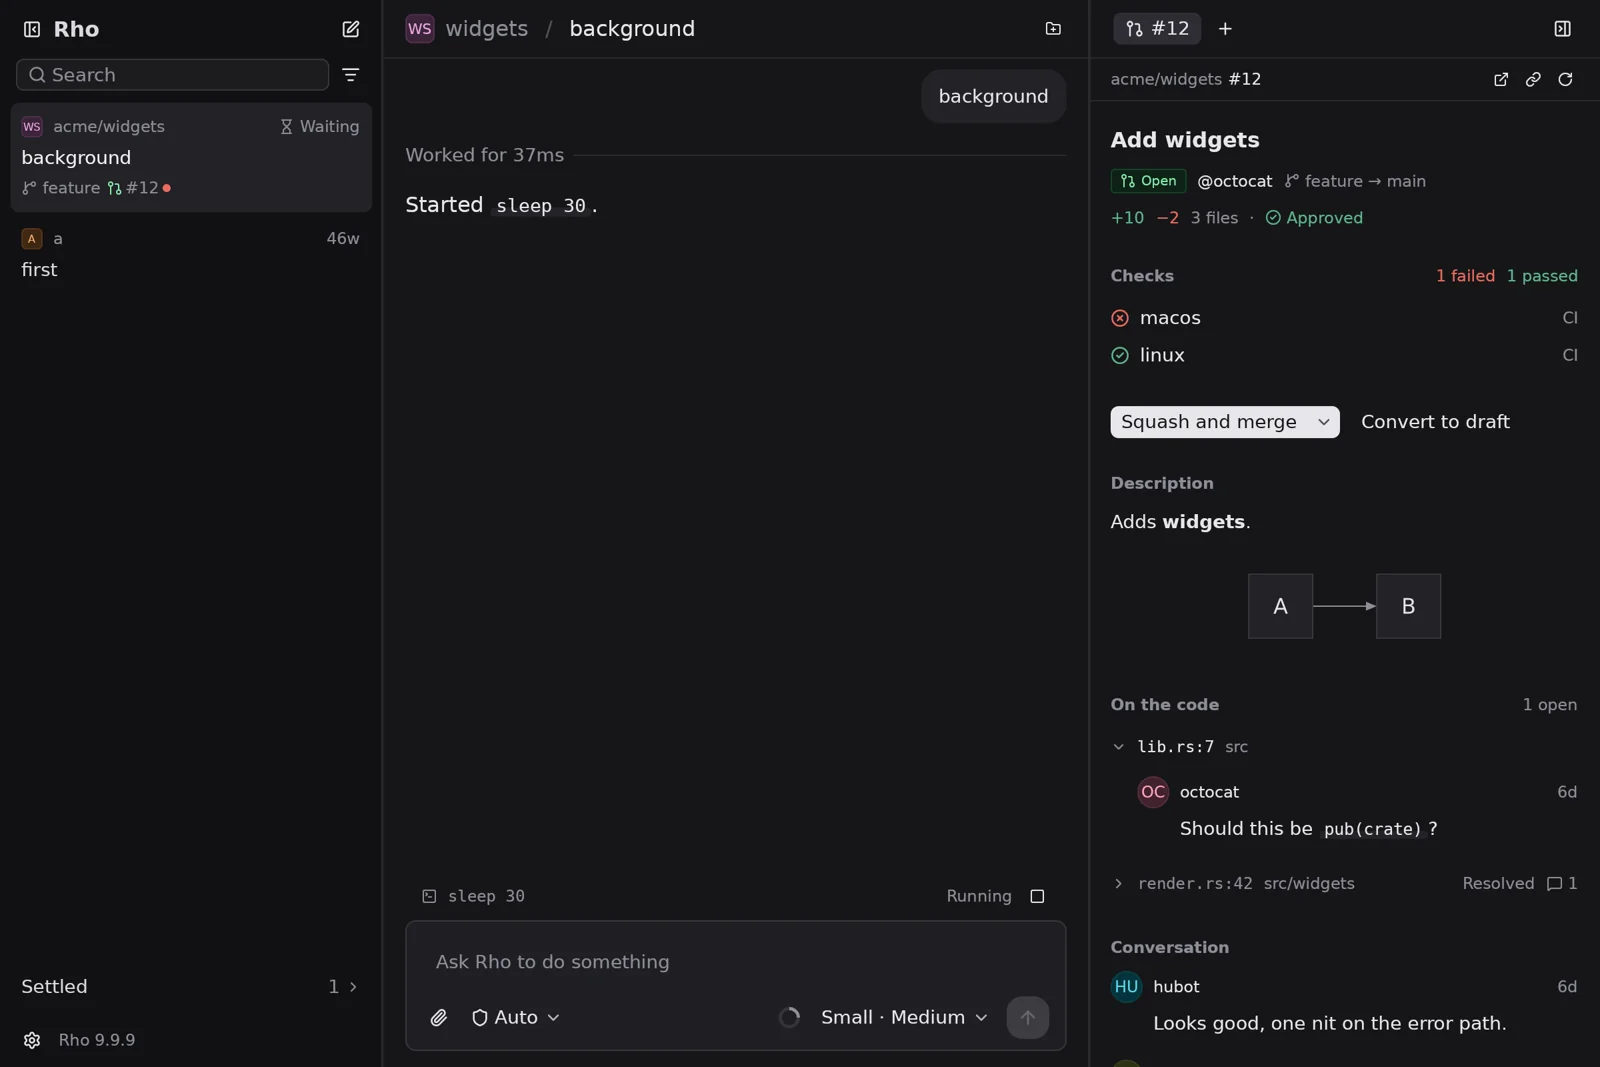 Rho
Search
WS acme/widgets Waiting
background
feature #12
A a 46w
first
Settled 1
Rho 9.9.9
WS widgets / background
background
Worked for 37ms
Started sleep 30.
sleep 30 Running
Ask Rho to do something
Auto Small · Medium
#12 +
acme/widgets #12
Add widgets
Open @octocat feature → main
+10 −2 3 files · Approved
Checks 1 failed 1 passed
macos CI
linux CI
Squash and merge Convert to draft
Description
Adds widgets.
A B
On the code 1 open
lib.rs:7 src
OC octocat 6d
Should this be pub(crate)?
render.rs:42 src/widgets Resolved 1
Conversation
HU hubot 6d
Looks good, one nit on the error path.